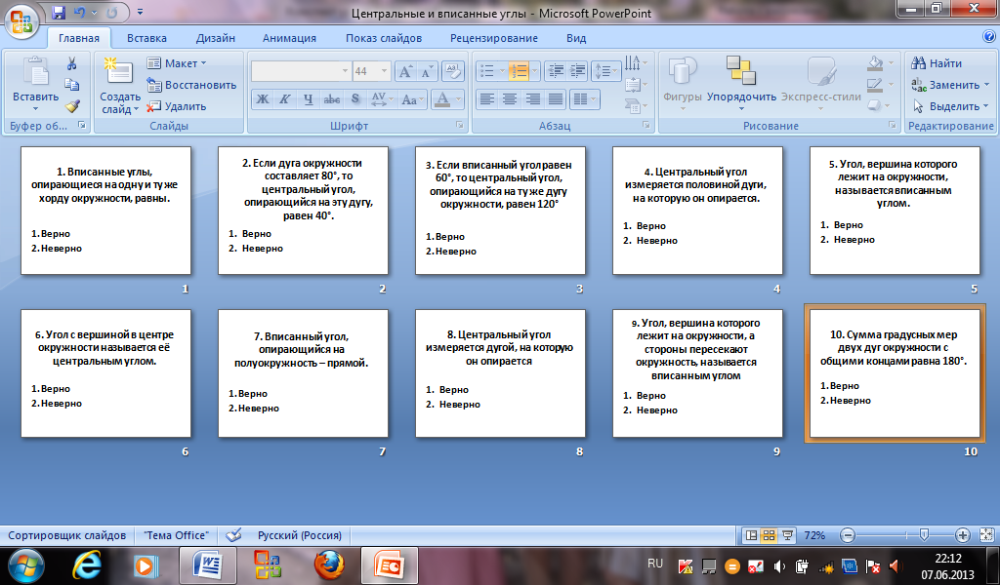 Центральные и вписанные углы - Microsoft PowerPoint
Главная Вставка Дизайн Анимация Показ слайдов Рецензирование Вид
Вставить
Буфер об...
Создать слайд
Макет
Восстановить
Удалить
Слайды
44
Ж К Ч abc S AV Aa А
Шрифт
Абзац
Фигуры Упорядочить Экспресс-стили
Рисование
Найти
Заменить
Выделить
Редактирование
1. Вписанные углы,
опирающиеся на одну и ту же
хорду окружности, равны.
1. Верно
2. Неверно
1
2. Если дуга окружности
составляет 80°, то
центральный угол,
опирающийся на эту дугу,
равен 40°.
1. Верно
2. Неверно
2
3. Если вписанный угол равен
60°, то центральный угол,
опирающийся на ту же дугу
окружности, равен 120°
1. Верно
2. Неверно
3
4. Центральный угол
измеряется половиной дуги,
на которую он опирается.
1. Верно
2. Неверно
4
5. Угол, вершина которого
лежит на окружности,
называется вписанным
углом.
1. Верно
2. Неверно
5
6. Угол с вершиной в центре
окружности называется её
центральным углом.
1. Верно
2. Неверно
6
7. Вписанный угол,
опирающийся на
полуокружность – прямой.
1. Верно
2. Неверно
7
8. Центральный угол
измеряется дугой, на которую
он опирается
1. Верно
2. Неверно
8
9. Угол, вершина которого
лежит на окружности, а
стороны пересекают
окружность, называется
вписанным углом
1. Верно
2. Неверно
9
10. Сумма градусных мер
двух дуг окружности с
общими концами равна 180°.
1. Верно
2. Неверно
10
Сортировщик слайдов "Тема Office" Русский (Россия) 72%
RU
22:12
07.06.2013